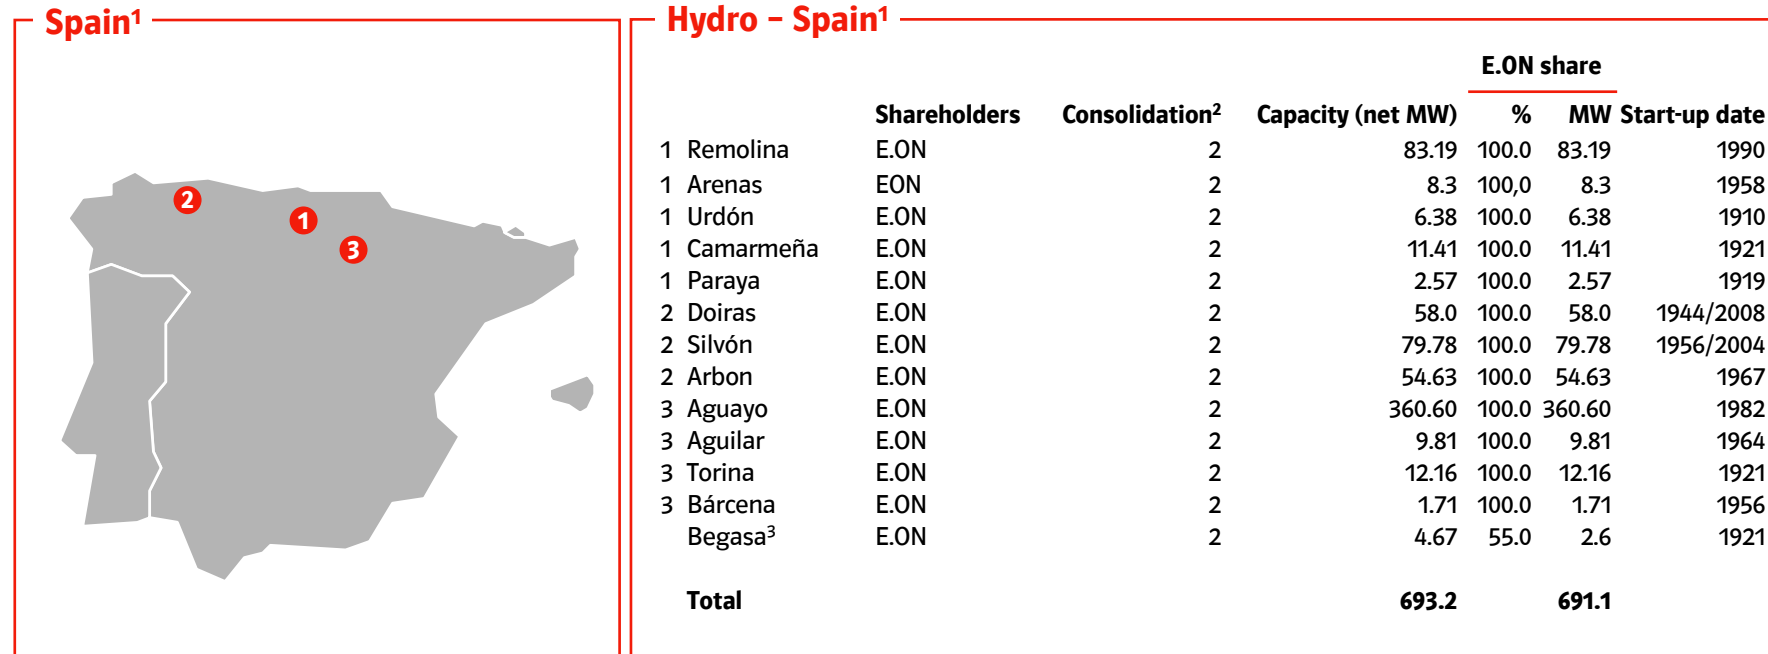 Spain¹
2
1
3
Hydro – Spain¹
E.ON share
Shareholders Consolidation² Capacity (net MW) % MW Start-up date
1 Remolina E.ON 2 83.19 100.0 83.19 1990
1 Arenas EON 2 8.3 100,0 8.3 1958
1 Urdón E.ON 2 6.38 100.0 6.38 1910
1 Camarmeña E.ON 2 11.41 100.0 11.41 1921
1 Paraya E.ON 2 2.57 100.0 2.57 1919
2 Doiras E.ON 2 58.0 100.0 58.0 1944/2008
2 Silvón E.ON 2 79.78 100.0 79.78 1956/2004
2 Arbon E.ON 2 54.63 100.0 54.63 1967
3 Aguayo E.ON 2 360.60 100.0 360.60 1982
3 Aguilar E.ON 2 9.81 100.0 9.81 1964
3 Torina E.ON 2 12.16 100.0 12.16 1921
3 Bárcena E.ON 2 1.71 100.0 1.71 1956
Begasa³ E.ON 2 4.67 55.0 2.6 1921
Total 693.2 691.1